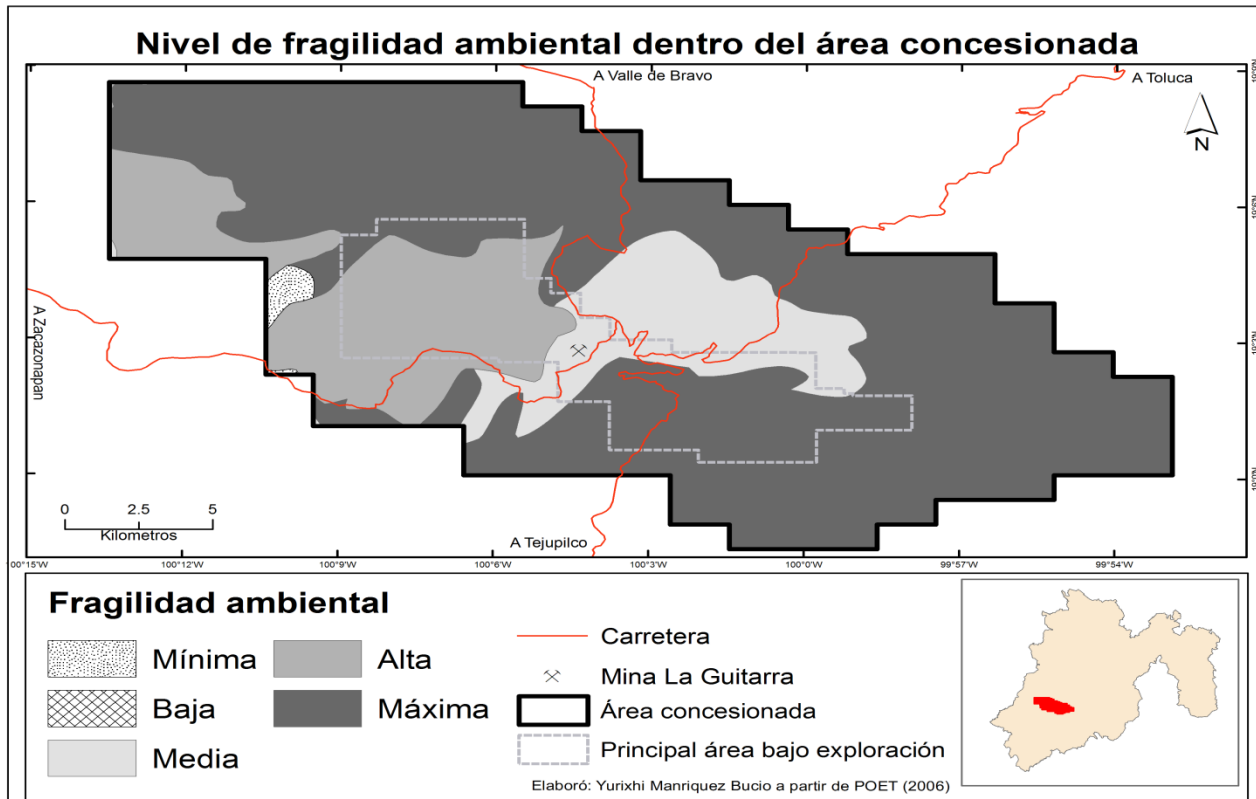 Nivel de fragilidad ambiental dentro del área concesionada
A Valle de Bravo
A Toluca
N
A Zacazonapan
0 2.5 5
Kilometros
A Tejupilco
100°15'W 100°12'W 100°9'W 100°6'W 100°3'W 100°0'W 99°57'W 99°54'W
Fragilidad ambiental
Mínima
Alta
Baja
Máxima
Media
Carretera
Mina La Guitarra
Área concesionada
Principal área bajo exploración
Elaboró: Yurixhi Manriquez Bucio a partir de POET (2006)